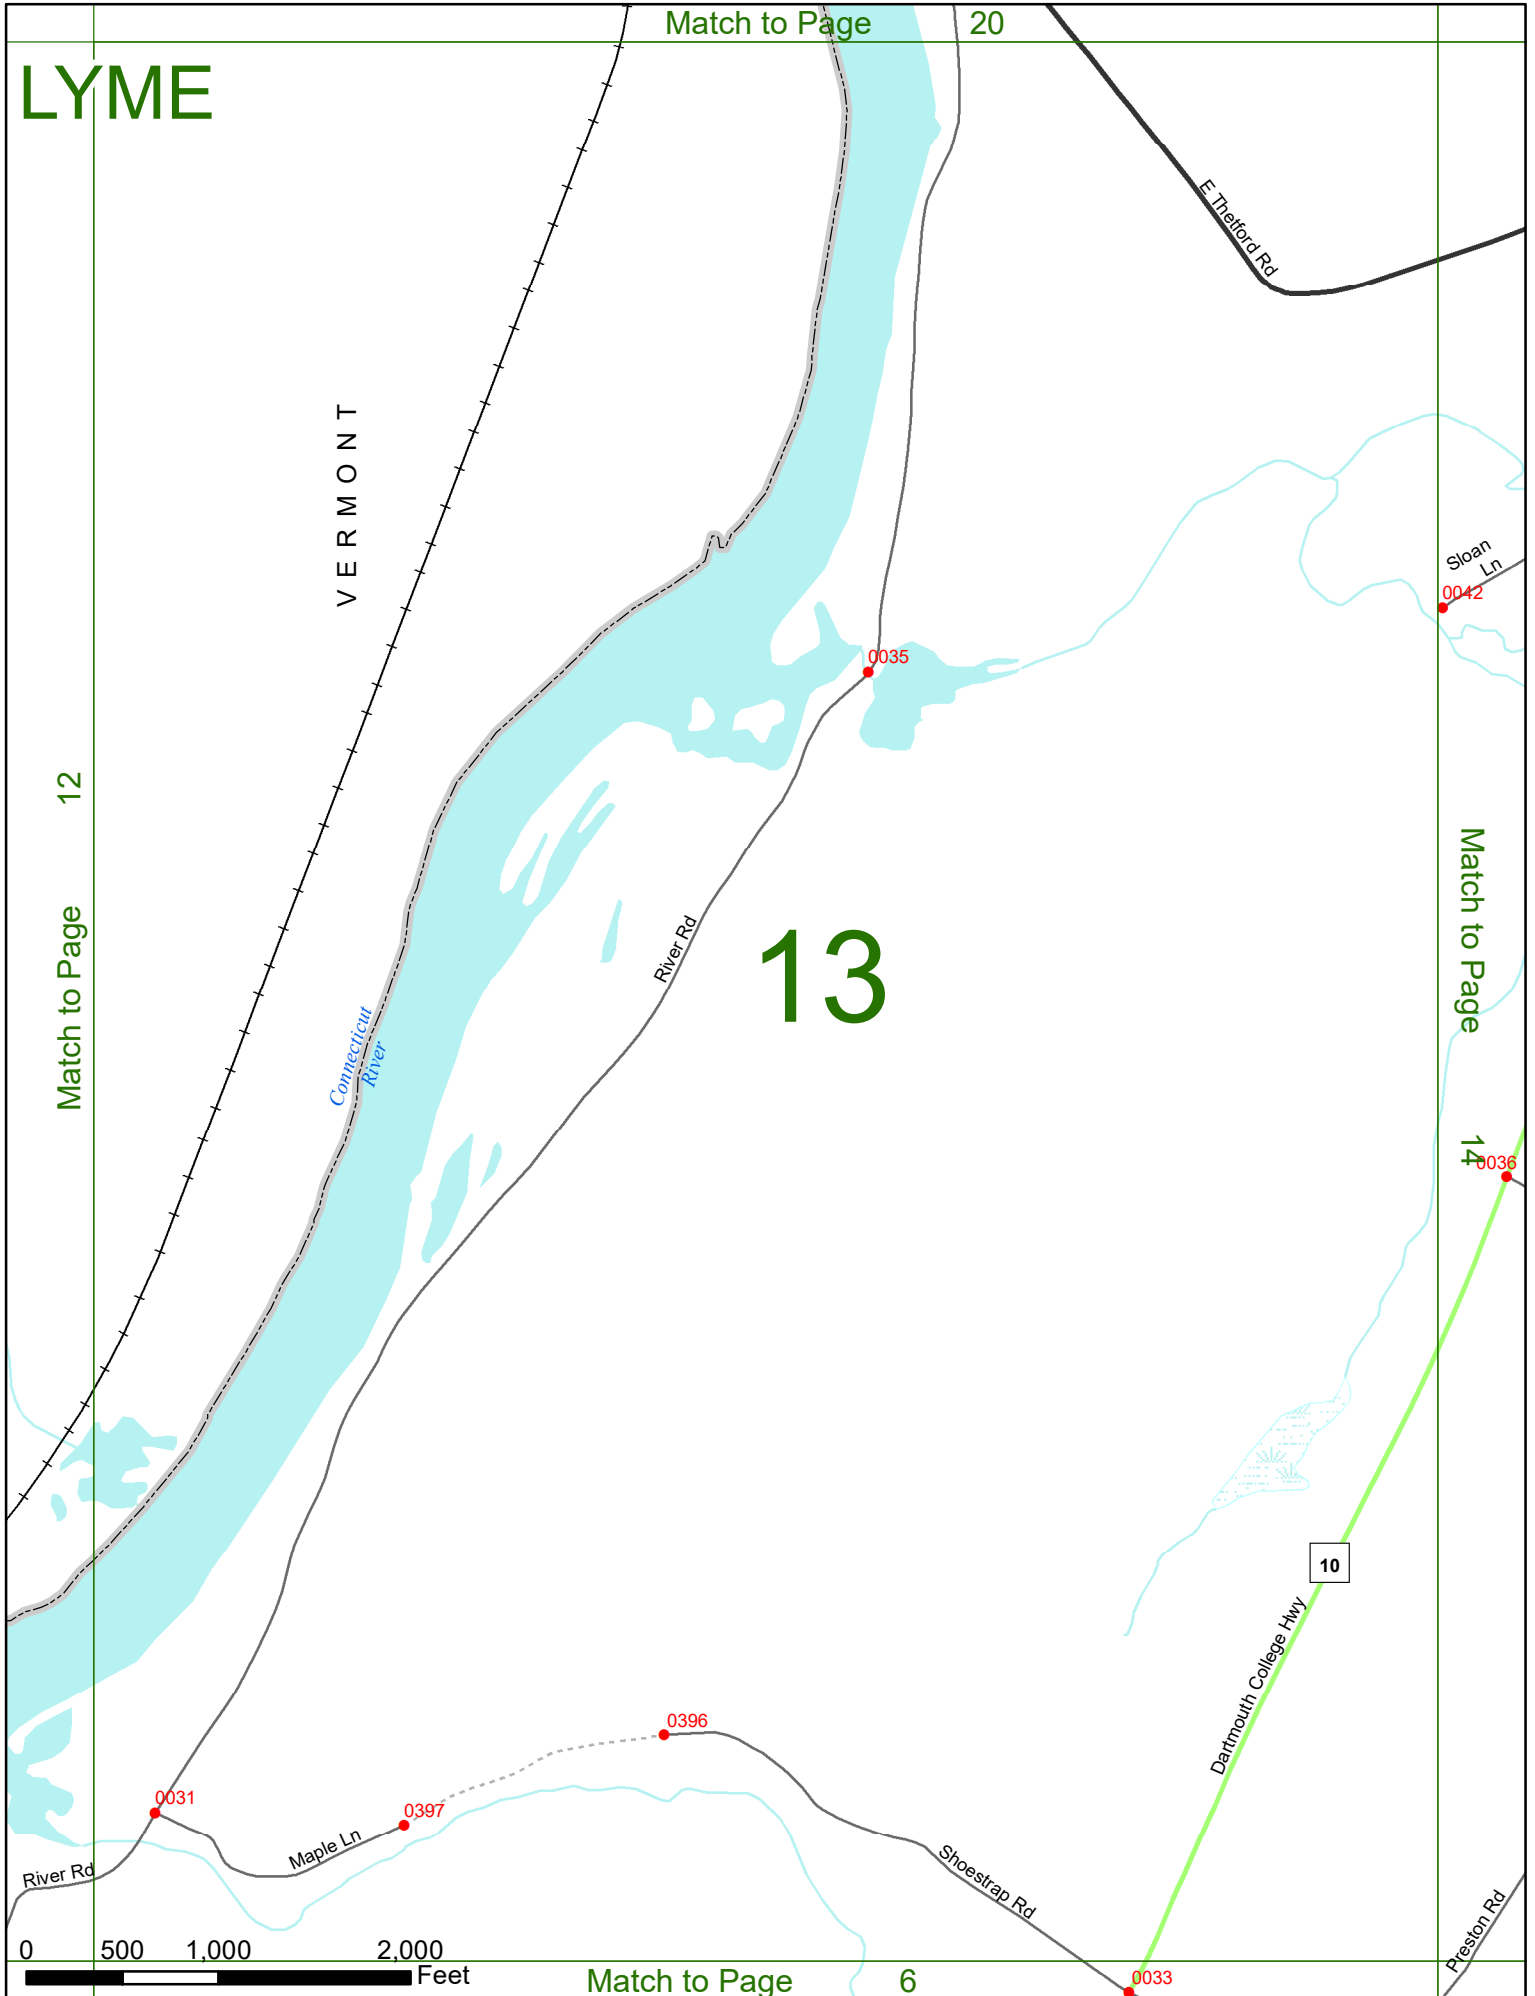 Match to Page 20
LYME
E Thetford Rd
VERMONT
Sloan
Ln
0042
0035
Match to Page 12
Match to Page 14
River Rd
13
Connecticut
River
0036
10
Dartmouth College Hwy
0396
0031
0397
Maple Ln
River Rd
Shoestrap Rd
Preston Rd
0 500 1,000 2,000
Feet
Match to Page 6
0033